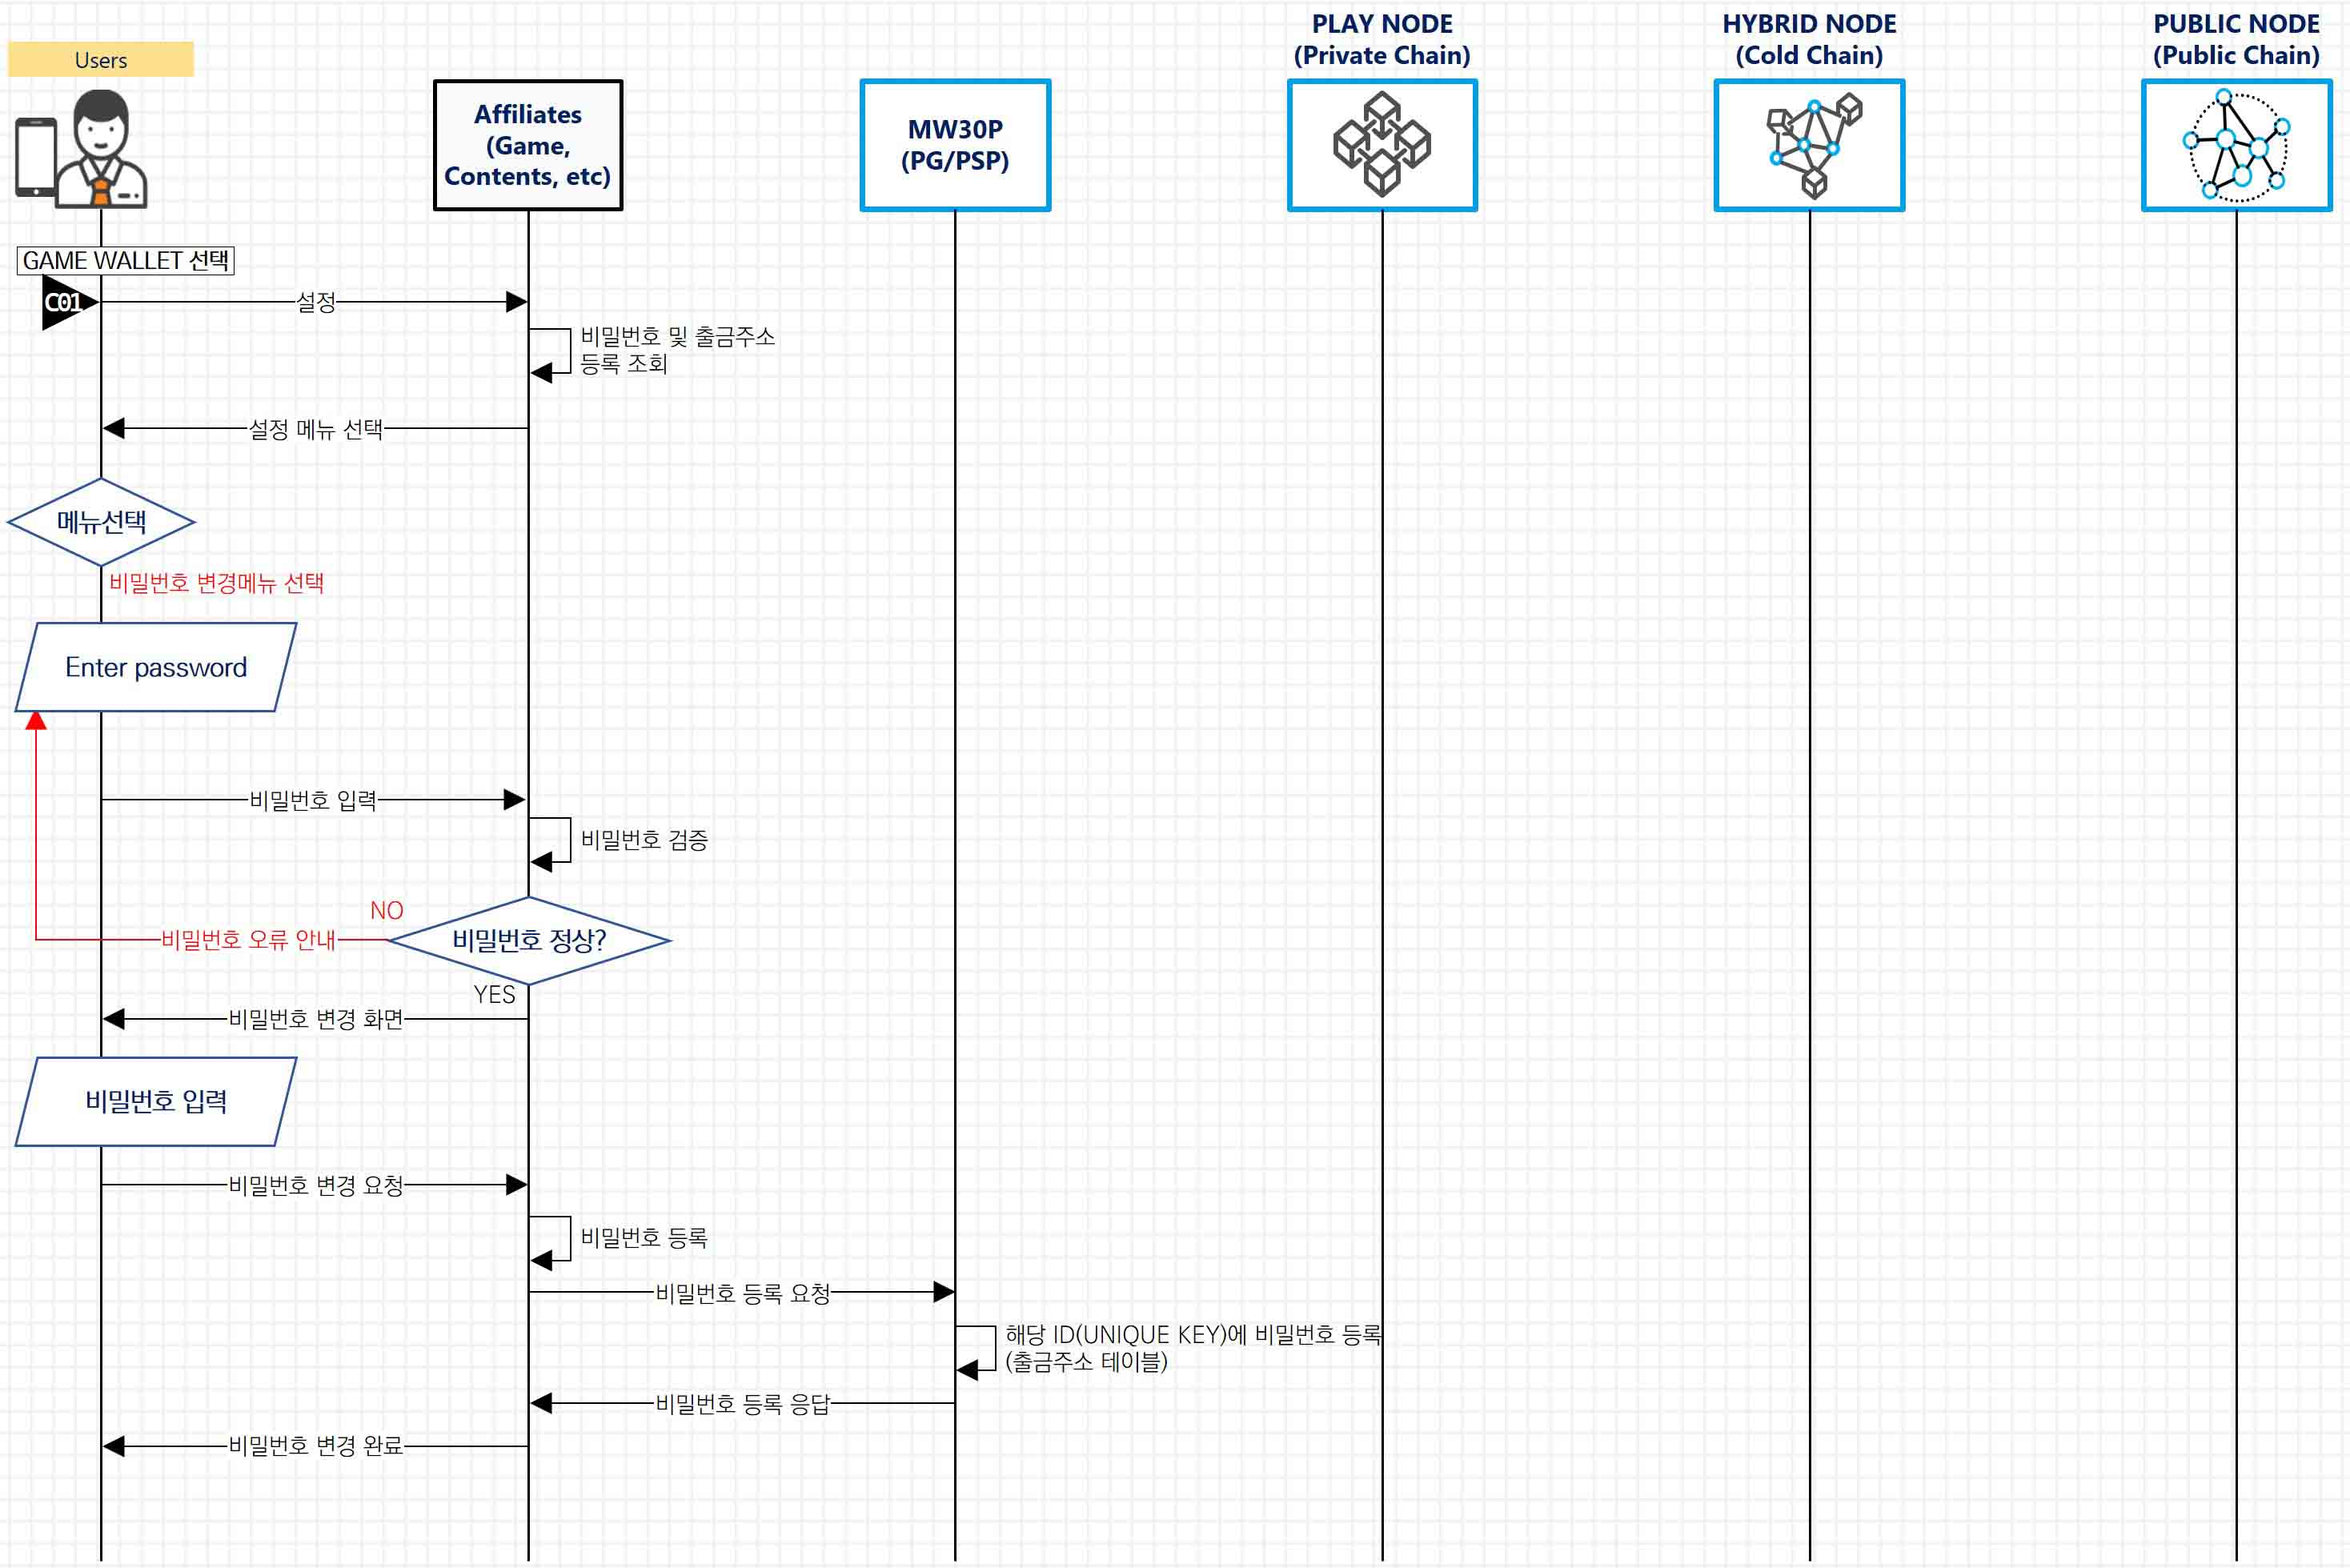 PLAY NODE
(Private Chain)
HYBRID NODE
(Cold Chain)
PUBLIC NODE
(Public Chain)
Users
Affiliates
(Game,
Contents, etc)
MW30P
(PG/PSP)
GAME WALLET 선택
C01
설정
비밀번호 및 출금주소
등록 조회
설정 메뉴 선택
메뉴선택
비밀번호 변경메뉴 선택
Enter password
비밀번호 입력
비밀번호 검증
NO
비밀번호 오류 안내
비밀번호 정상?
YES
비밀번호 변경 화면
비밀번호 입력
비밀번호 변경 요청
비밀번호 등록
비밀번호 등록 요청
해당 ID(UNIQUE KEY)에 비밀번호 등록
(출금주소 테이블)
비밀번호 등록 응답
비밀번호 변경 완료